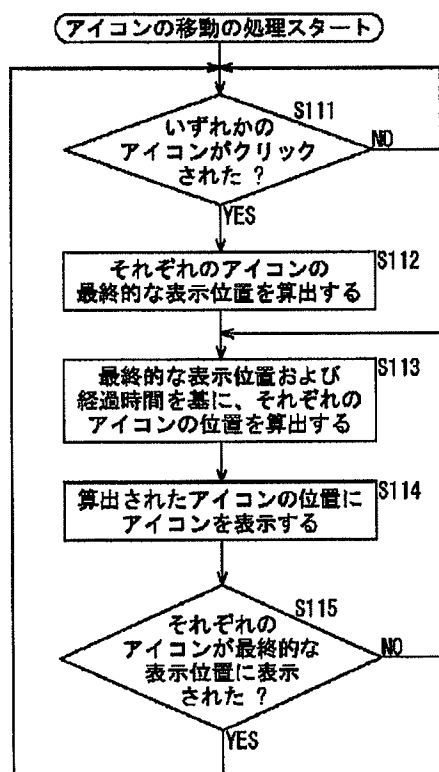 アイコンの移動の処理スタート
S111
いずれかの
アイコンがクリック
された ?
NO
YES
S112
それぞれのアイコンの
最終的な表示位置を算出する
S113
最終的な表示位置および
経過時間を基に、それぞれの
アイコンの位置を算出する
S114
算出されたアイコンの位置に
アイコンを表示する
S115
それぞれの
アイコンが最終的な
表示位置に表示
された ?
NO
YES